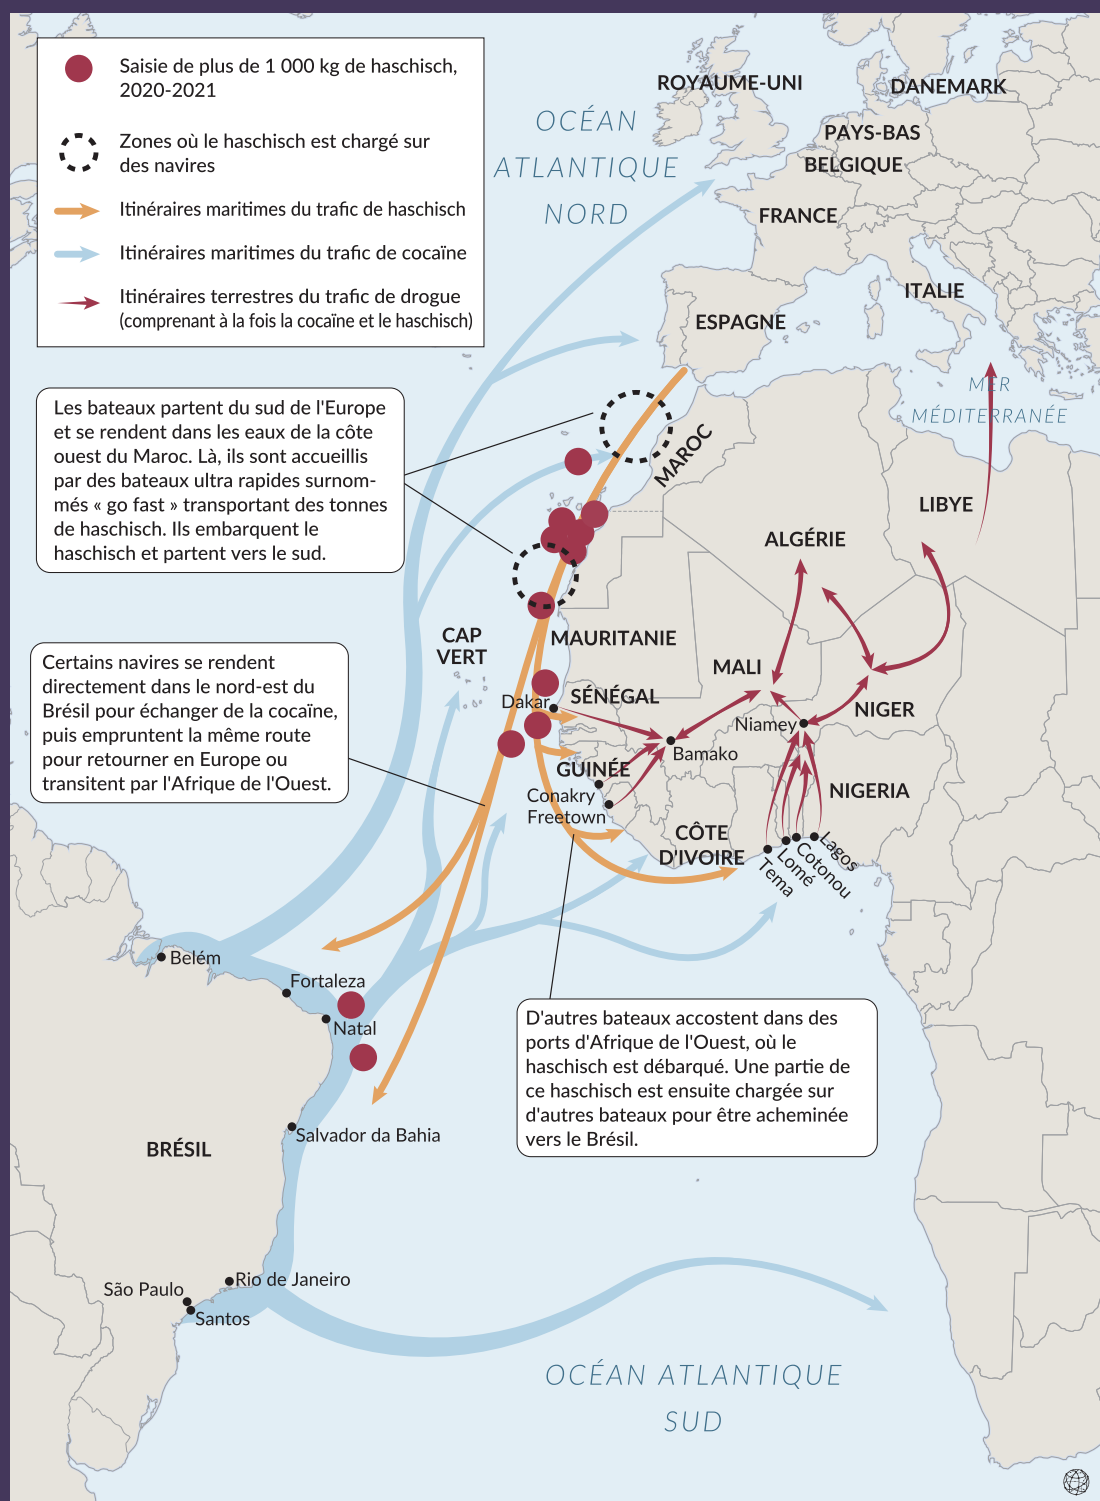 Saisie de plus de 1 000 kg de haschisch,
2020-2021
Zones où le haschisch est chargé sur
des navires
Itinéraires maritimes du trafic de haschisch
Itinéraires maritimes du trafic de cocaïne
Itinéraires terrestres du trafic de drogue
(comprenant à la fois la cocaïne et le haschisch)
OCÉAN
ATLANTIQUE
NORD
ROYAUME-UNI
DANEMARK
PAYS-BAS
BELGIQUE
FRANCE
ITALIE
ESPAGNE
MER
MÉDITERRANÉE
Les bateaux partent du sud de l'Europe
et se rendent dans les eaux de la côte
ouest du Maroc. Là, ils sont accueillis
par des bateaux ultra rapides surnom-
més « go fast » transportant des tonnes
de haschisch. Ils embarquent le
haschisch et partent vers le sud.
MAROC
LIBYE
ALGÉRIE
CAP
VERT
MAURITANIE
MALI
Certains navires se rendent
directement dans le nord-est du
Brésil pour échanger de la cocaïne,
puis empruntent la même route
pour retourner en Europe ou
transitent par l'Afrique de l'Ouest.
Dakar
SÉNÉGAL
NIGER
Niamey
Bamako
GUINÉE
NIGERIA
Conakry
Freetown
CÔTE
D'IVOIRE
Tema
Lomé
Cotonou
Lagos
Belém
Fortaleza
Natal
D'autres bateaux accostent dans des
ports d'Afrique de l'Ouest, où le
haschisch est débarqué. Une partie de
ce haschisch est ensuite chargée sur
d'autres bateaux pour être acheminée
vers le Brésil.
Salvador da Bahia
BRÉSIL
Rio de Janeiro
São Paulo
Santos
OCÉAN ATLANTIQUE
SUD